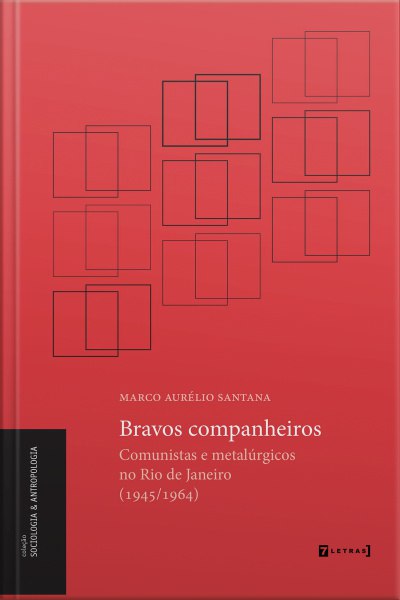 MARCO AURÉLIO SANTANA
Bravos companheiros
Comunistas e metalúrgicos
no Rio de Janeiro
(1945/1964)
coleção
SOCIOLOGIA & ANTROPOLOGIA
7LETRAS